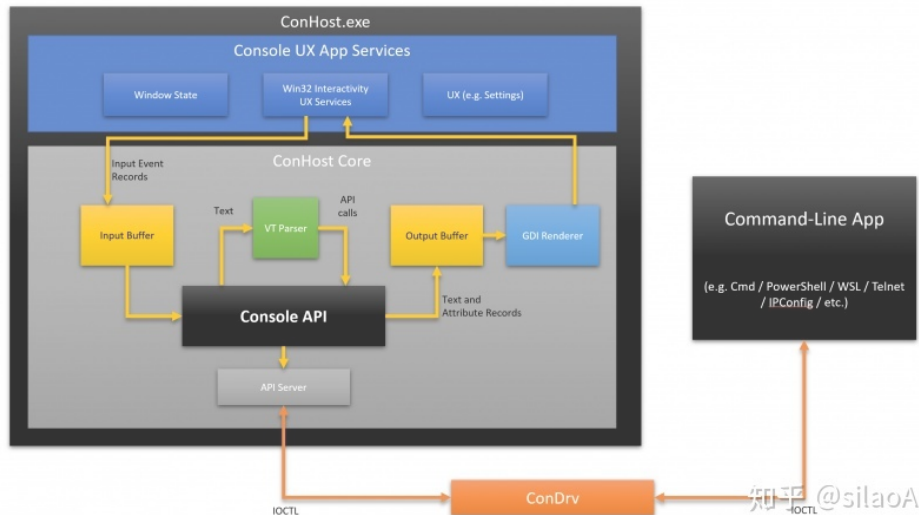 ConHost.exe
Console UX App Services
Window State
Win32 Interactivity
UX Services
UX (e.g. Settings)
ConHost Core
Input Event
Records
Input Buffer
Text
VT Parser
API
calls
Output Buffer
GDI Renderer
Console API
Text and
Attribute Records
API Server
Command-Line App
(e.g. Cmd / PowerShell / WSL / Telnet
/ IPConfig / etc.)
ConDrv
IOCTL
IOCTL
知乎 @silaoA